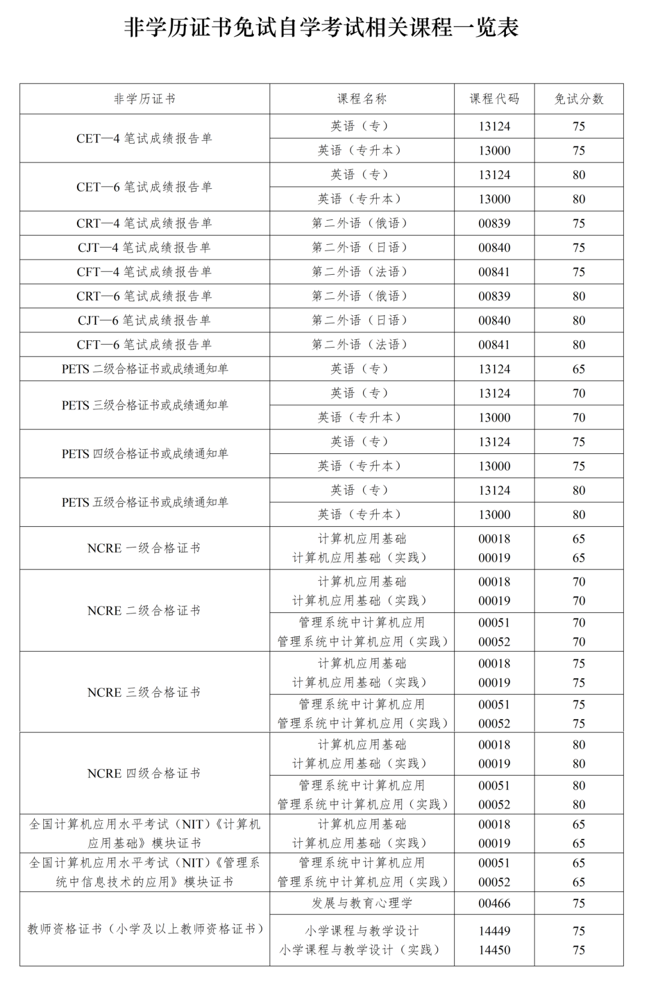 非学历证书免试自学考试相关课程一览表
非学历证书 课程名称 课程代码 免试分数
CET—4 笔试成绩报告单 英语（专） 13124 75
英语（专升本） 13000 75
CET—6 笔试成绩报告单 英语（专） 13124 80
英语（专升本） 13000 80
CRT—4 笔试成绩报告单 第二外语（俄语） 00839 75
CJT—4 笔试成绩报告单 第二外语（日语） 00840 75
CFT—4 笔试成绩报告单 第二外语（法语） 00841 75
CRT—6 笔试成绩报告单 第二外语（俄语） 00839 80
CJT—6 笔试成绩报告单 第二外语（日语） 00840 80
CFT—6 笔试成绩报告单 第二外语（法语） 00841 80
PETS 二级合格证书或成绩通知单 英语（专） 13124 65
PETS 三级合格证书或成绩通知单 英语（专） 13124 70
英语（专升本） 13000 70
PETS 四级合格证书或成绩通知单 英语（专） 13124 75
英语（专升本） 13000 75
PETS 五级合格证书或成绩通知单 英语（专） 13124 80
英语（专升本） 13000 80
NCRE 一级合格证书 计算机应用基础 00018 65
计算机应用基础（实践） 00019 65
NCRE 二级合格证书 计算机应用基础 00018 70
计算机应用基础（实践） 00019 70
管理系统中计算机应用 00051 70
管理系统中计算机应用（实践） 00052 70
NCRE 三级合格证书 计算机应用基础 00018 75
计算机应用基础（实践） 00019 75
管理系统中计算机应用 00051 75
管理系统中计算机应用（实践） 00052 75
NCRE 四级合格证书 计算机应用基础 00018 80
计算机应用基础（实践） 00019 80
管理系统中计算机应用 00051 80
管理系统中计算机应用（实践） 00052 80
全国计算机应用水平考试（NIT）《计算机 计算机应用基础 00018 65
应用基础》模块证书 计算机应用基础（实践） 00019 65
全国计算机应用水平考试（NIT）《管理系 管理系统中计算机应用 00051 65
统中信息技术的应用》模块证书 管理系统中计算机应用（实践） 00052 65
教师资格证书（小学及以上教师资格证书） 发展与教育心理学 00466 75
小学课程与教学设计 14449 75
小学课程与教学设计（实践） 14450 75